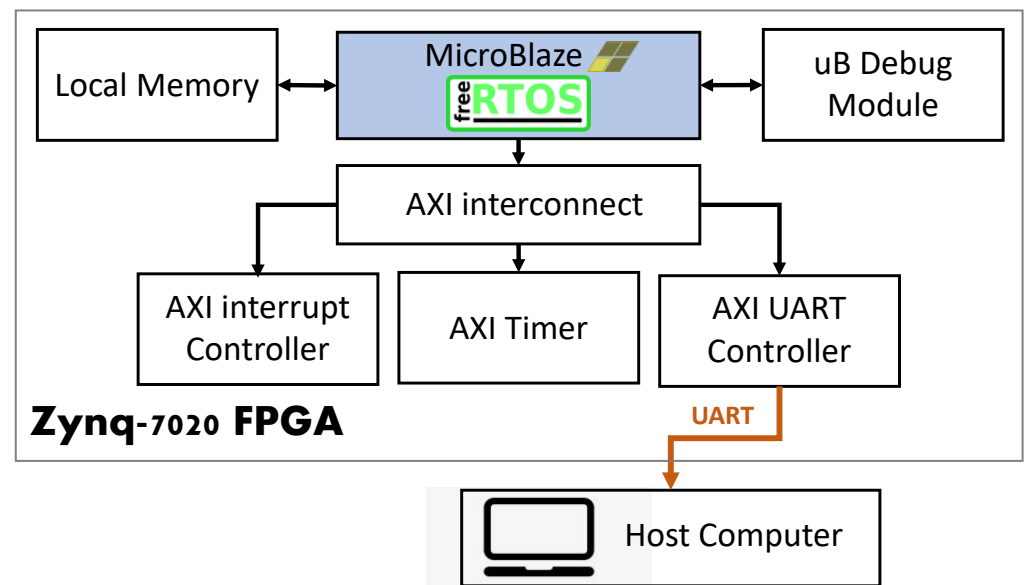 Local Memory
MicroBlaze
free RTOS
uB Debug
Module
AXI interconnect
AXI interrupt
Controller
AXI Timer
AXI UART
Controller
Zynq-7020 FPGA
UART
Host Computer